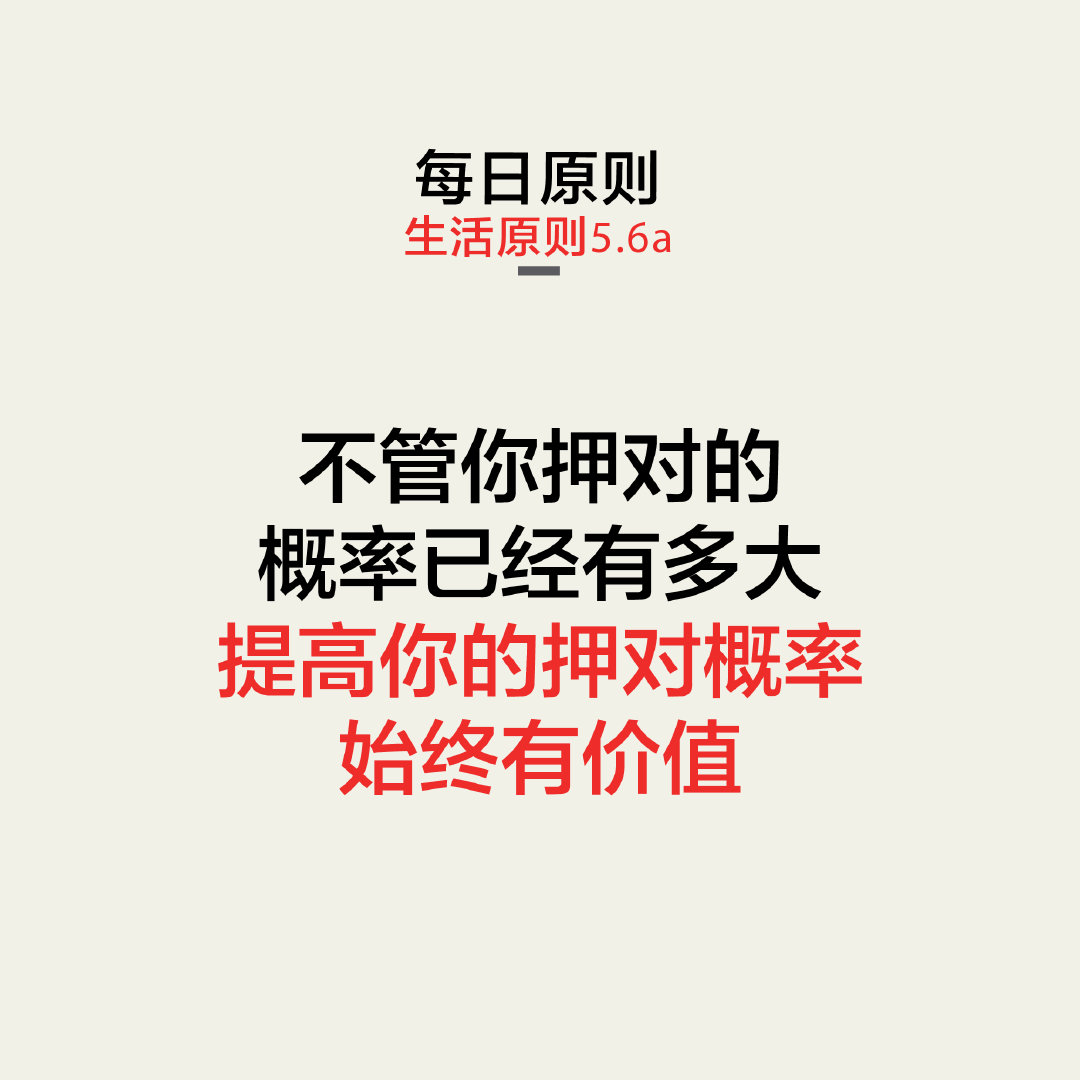 每日原则
生活原则5.6a
不管你押对的
概率已经有多大
提高你的押对概率
始终有价值